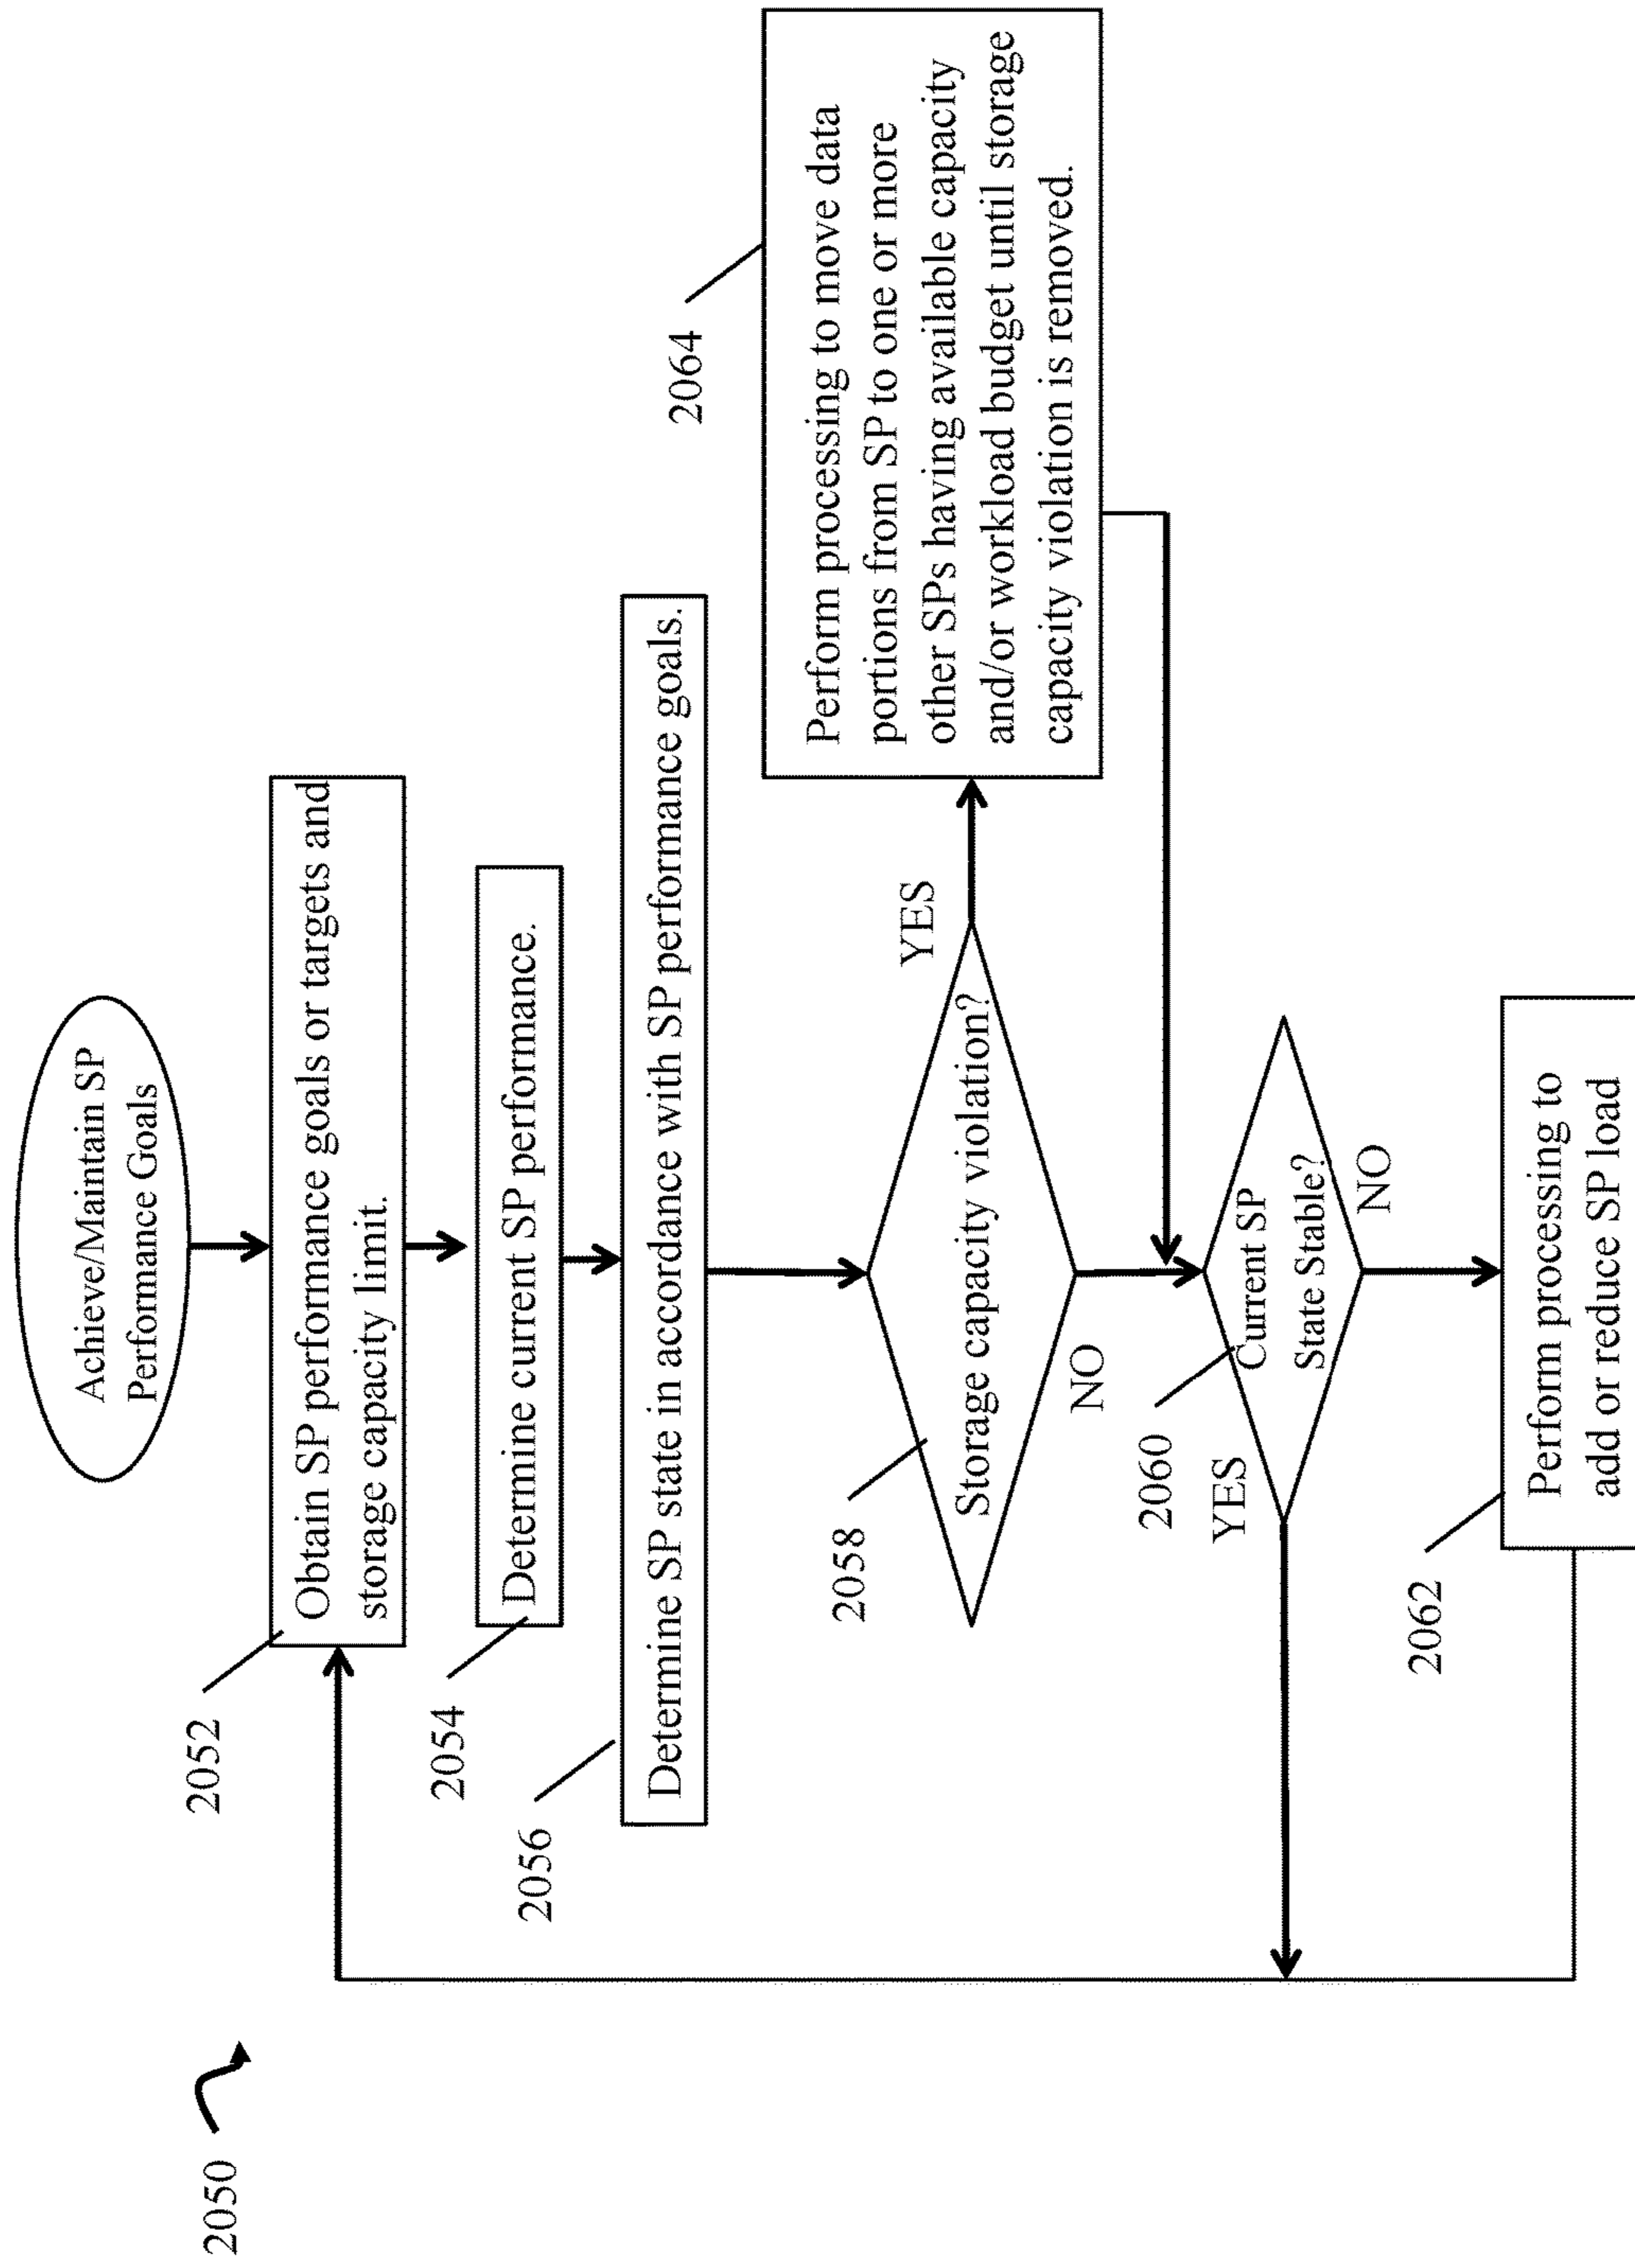 2050
Achieve/Maintain SP
Performance Goals
2052
Obtain SP performance goals or targets and
storage capacity limit.
2054
Determine current SP performance.
2056
Determine SP state in accordance with SP performance goals.
2058
Storage capacity violation?
YES
NO
2064
Perform processing to move data
portions from SP to one or more
other SPs having available capacity
and/or workload budget until storage
capacity violation is removed.
2060
Current SP
State Stable?
YES
NO
2062
Perform processing to
add or reduce SP load